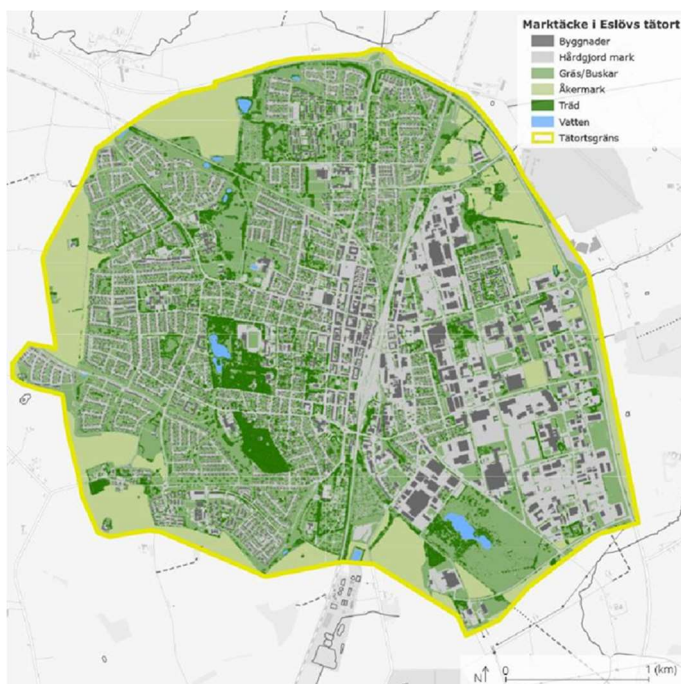 Marktäcke i Eslövs tätort
Byggnader
Hårdgjord mark
Gräs/Buskar
Åkermark
Träd
Vatten
Tätortsgräns
N
0
1 (km)